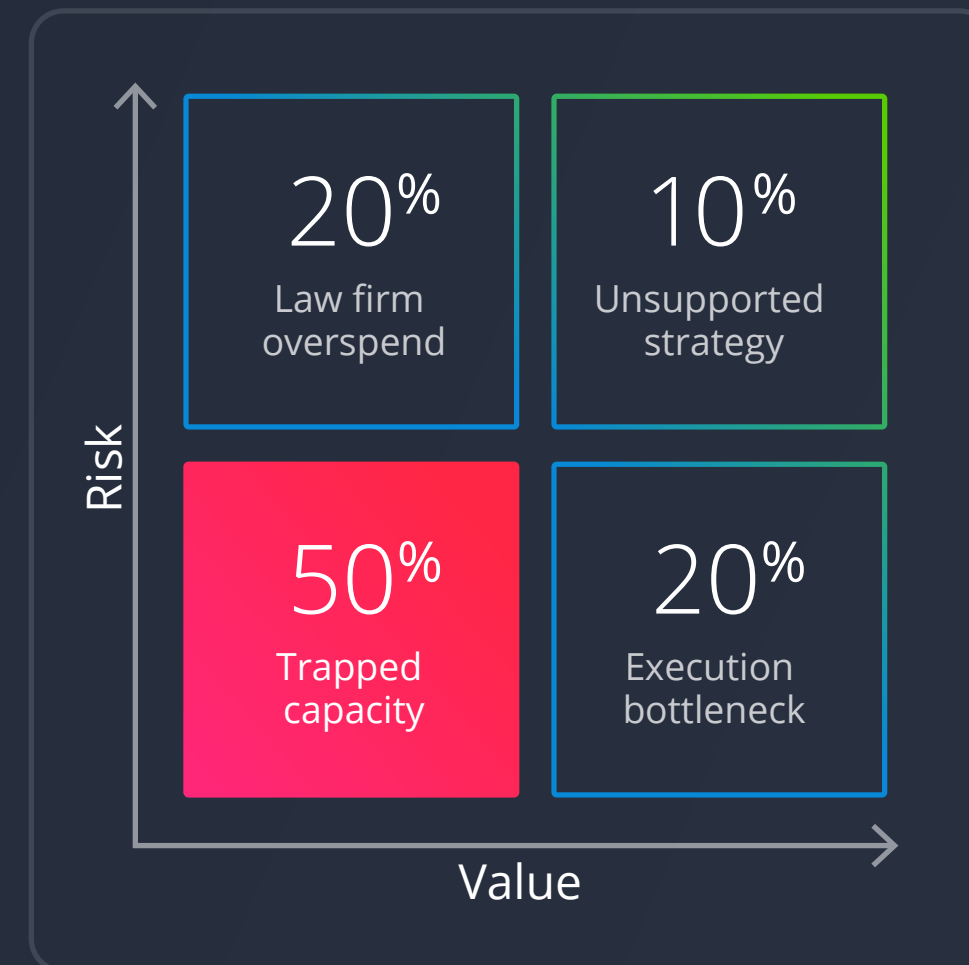 20%
Law firm
overspend
10%
Unsupported
strategy
Risk
50%
Trapped
capacity
20%
Execution
bottleneck
Value